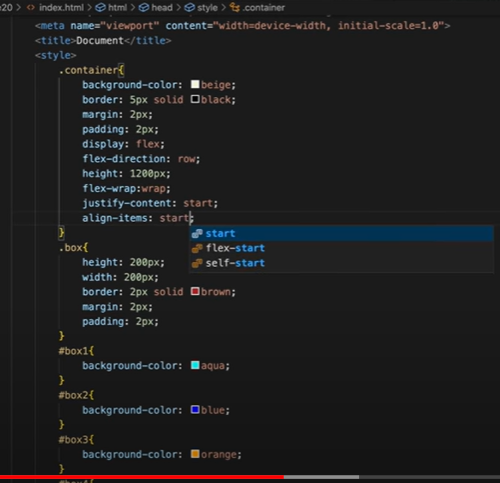 e20 > index.html > html > head > style > .container
<meta name="viewport" content="width=device-width, initial-scale=1.0">
<title>Document</title>
<style>
.container{
background-color: beige;
border: 5px solid black;
margin: 2px;
padding: 2px;
display: flex;
flex-direction: row;
height: 1200px;
flex-wrap:wrap;
justify-content: start;
align-items: start;
start
flex-start
self-start
}
.box{
height: 200px;
width: 200px;
border: 2px solid brown;
margin: 2px;
padding: 2px;
}
#box1{
background-color: aqua;
}
#box2{
background-color: blue;
}
#box3{
background-color: orange;
}